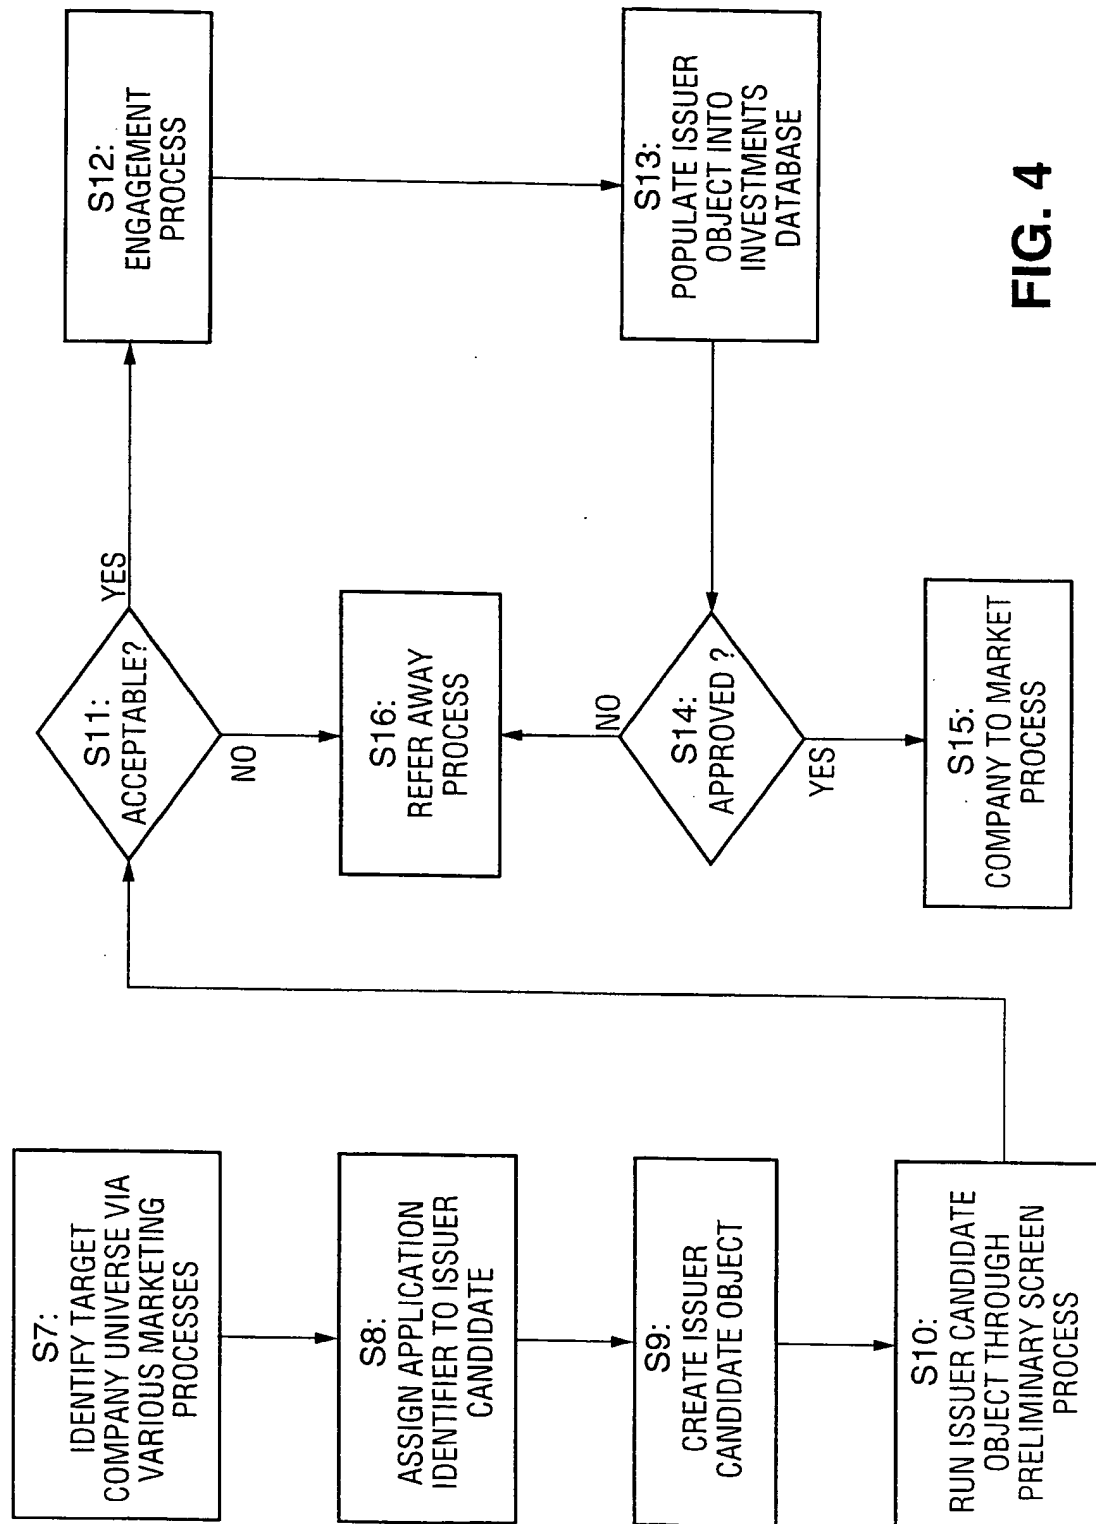 S7:
IDENTIFY TARGET
COMPANY UNIVERSE VIA
VARIOUS MARKETING
PROCESSES
S8:
ASSIGN APPLICATION
IDENTIFIER TO ISSUER
CANDIDATE
S9:
CREATE ISSUER
CANDIDATE OBJECT
S10:
RUN ISSUER CANDIDATE
OBJECT THROUGH
PRELIMINARY SCREEN
PROCESS
S11:
ACCEPTABLE?
YES
NO
S16:
REFER AWAY
PROCESS
NO
S14:
APPROVED ?
YES
S15:
COMPANY TO MARKET
PROCESS
S12:
ENGAGEMENT
PROCESS
S13:
POPULATE ISSUER
OBJECT INTO
INVESTMENTS
DATABASE
FIG. 4